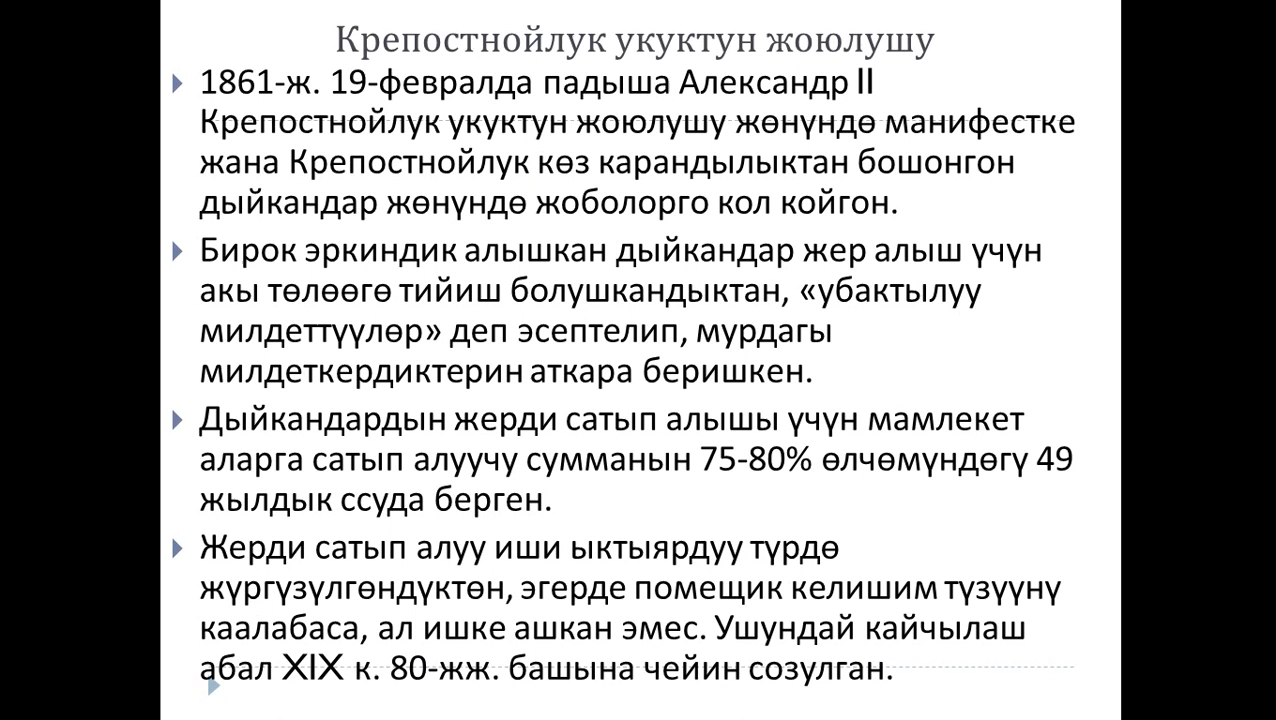 Крепостнойлук укуктун жоюлушу
1861-ж. 19-февралда падыша Александр II
Крепостнойлук укуктун жоюлушу жөнүндө манифестке
жана Крепостнойлук көз карандылыктан бошонгон
дыйкандар жөнүндө жоболорго кол койгон.
Бирок эркиндик алышкан дыйкандар жер алыш үчүн
акы төлөөгө тийиш болушкандыктан, «убактылуу
милдеттүүлөр» деп эсептелип, мурдагы
милдеткердиктерин аткара беришкен.
Дыйкандардын жерди сатып алышы үчүн мамлекет
аларга сатып алуучу сумманын 75-80% өлчөмүндөгү 49
жылдык ссуда берген.
Жерди сатып алуу иши ыктыярдуу түрдө
жүргүзүлгөндүктөн, эгерде помещик келишим түзүүнү
каалабаса, ал ишке ашкан эмес. Ушундай кайчылаш
абал XIX к. 80-жж. башына чейин созулган.